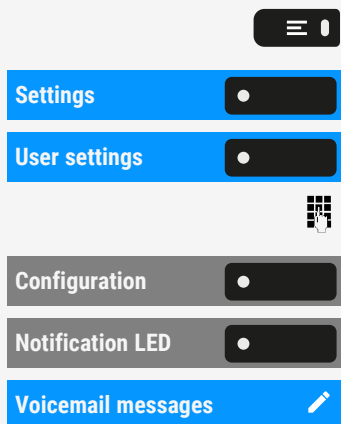 Settings
User settings
Configuration
Notification LED
Voicemail messages